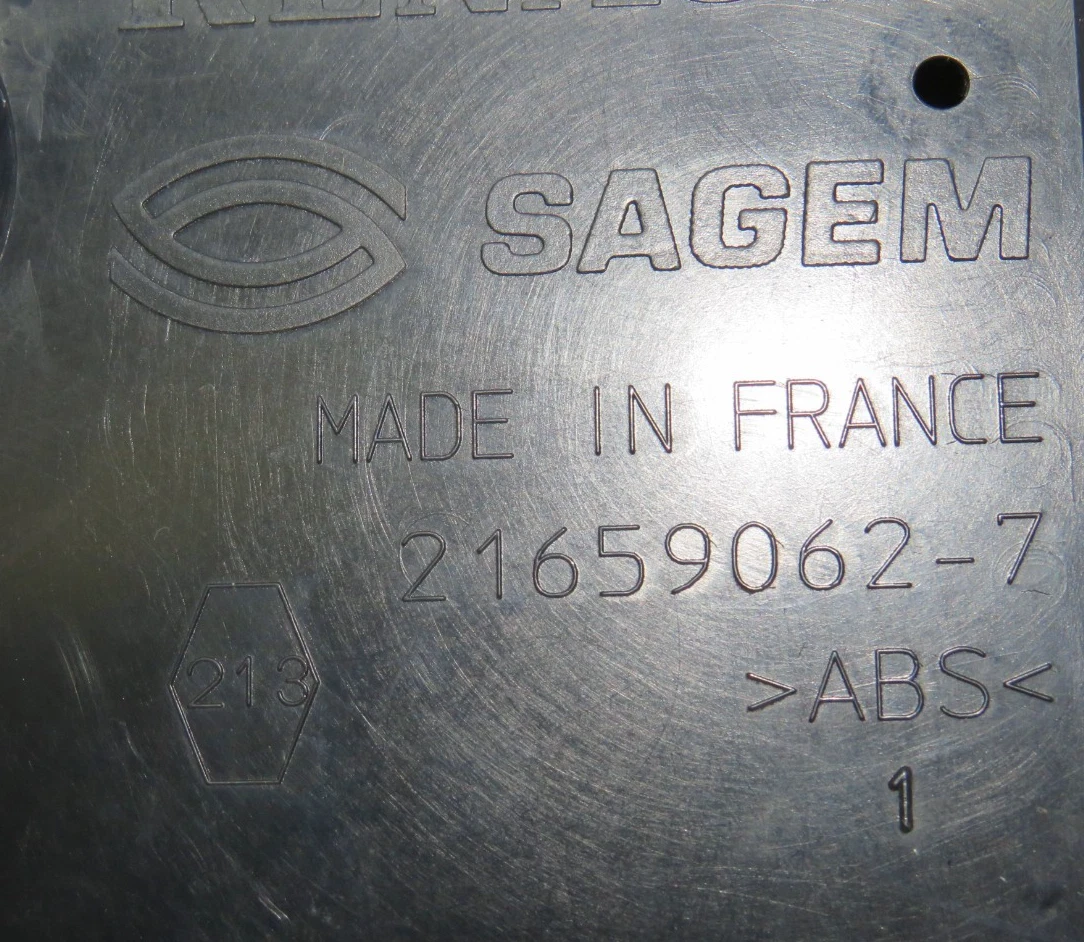 SAGEM
MADE IN FRANCE
21659062-7
213
>ABS<
1